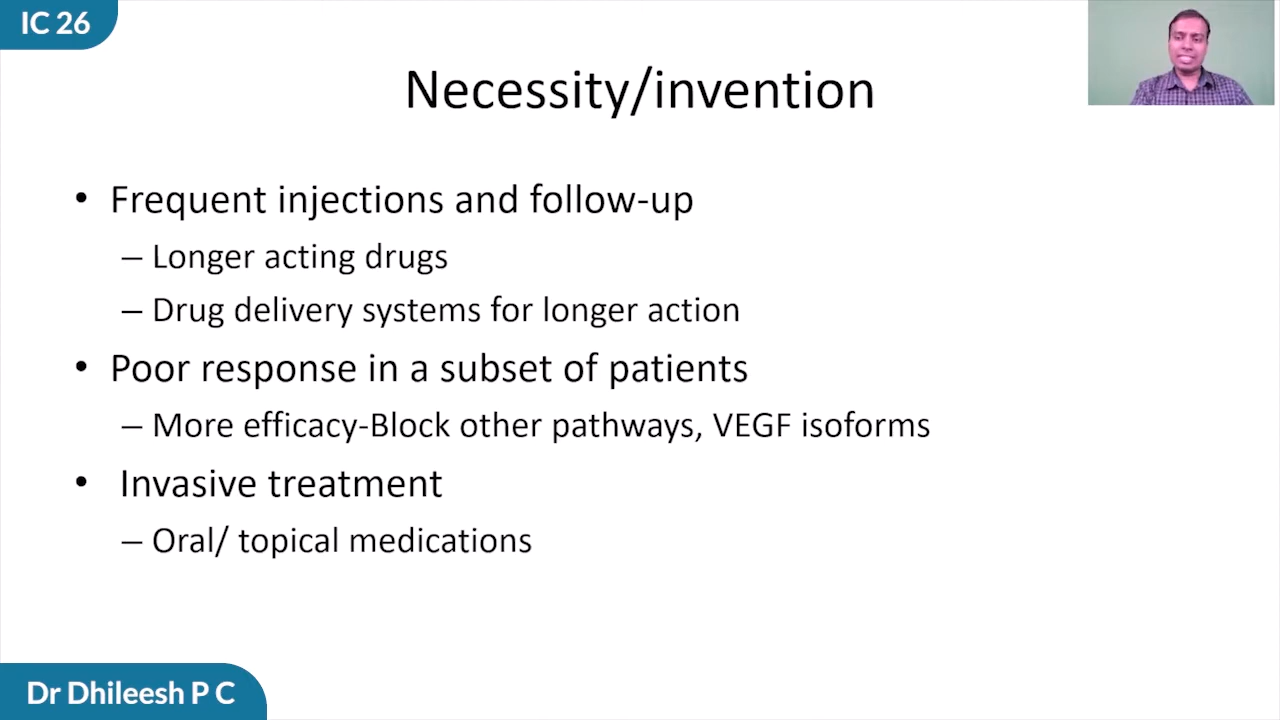 IC 26
Necessity/invention
• Frequent injections and follow-up
– Longer acting drugs
– Drug delivery systems for longer action
• Poor response in a subset of patients
– More efficacy-Block other pathways, VEGF isoforms
• Invasive treatment
– Oral/ topical medications
Dr Dhileesh P C